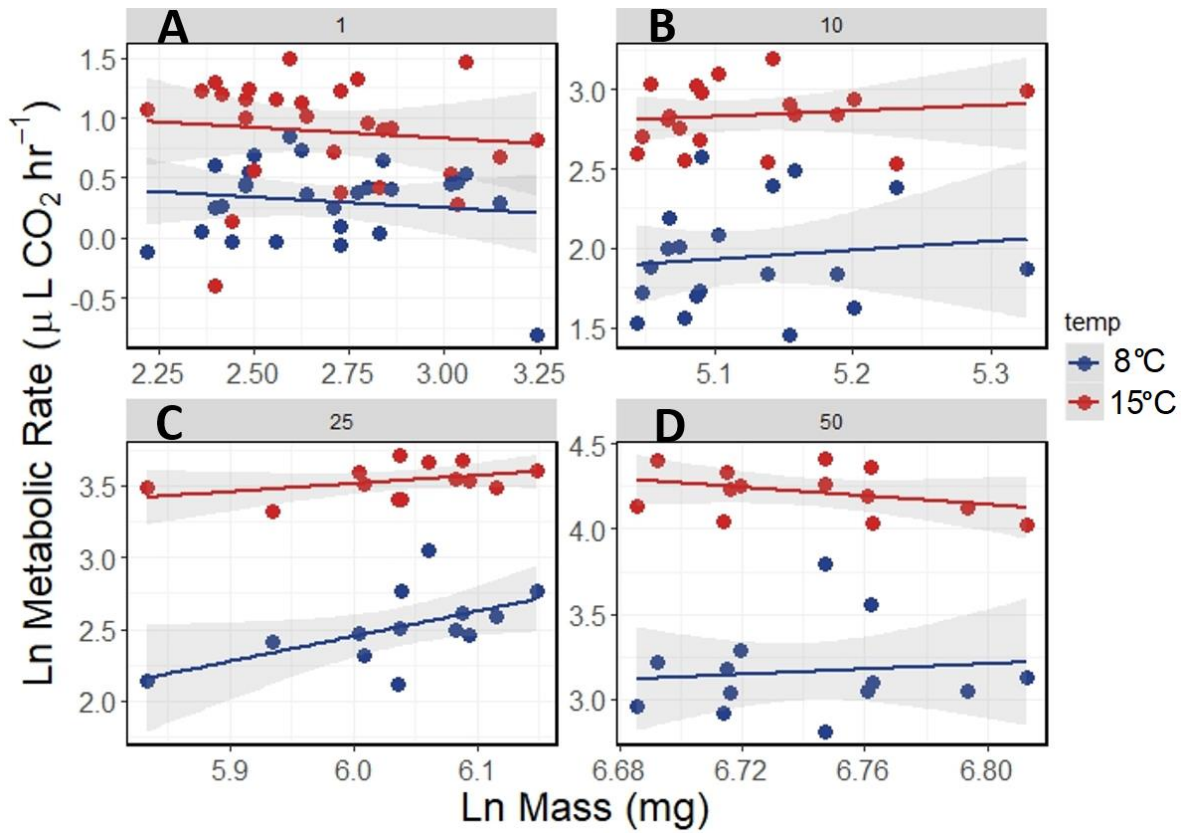 A
1
B
10
1.5
1.0
0.5
0.0
-0.5
2.25 2.50 2.75 3.00 3.25
3.0
2.5
2.0
1.5
5.1 5.2 5.3
temp
8°C
15°C
C
25
D
50
3.5
3.0
2.5
2.0
5.9 6.0 6.1
4.5
4.0
3.5
3.0
6.68 6.72 6.76 6.80
Ln Metabolic Rate (μ L CO₂ hr⁻¹)
Ln Mass (mg)